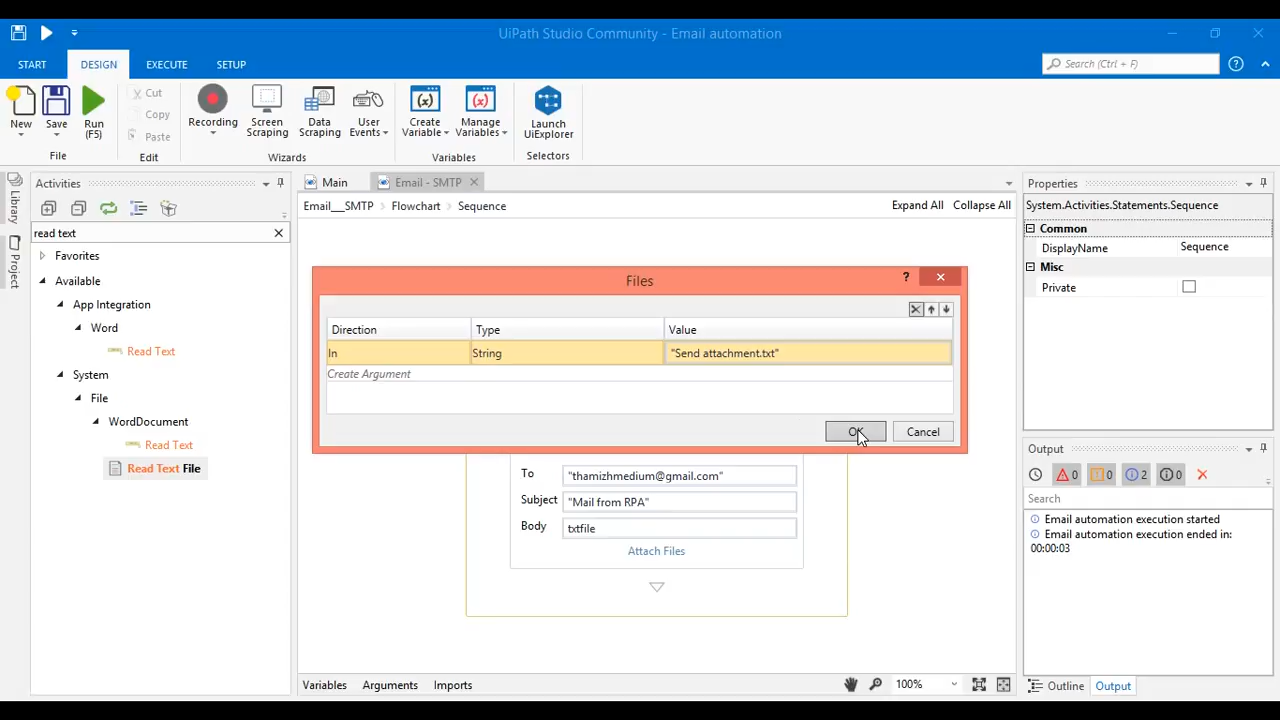 UiPath Studio Community - Email automation
START DESIGN EXECUTE SETUP Search (Ctrl + F)
New Save Run (F5) Cut Copy Paste Recording Screen Scraping Data Scraping User Events Create Variable Manage Variables Launch UiExplorer
File Edit Wizards Variables Selectors
Library
Project
Activities
read text
Favorites
Available
App Integration
Word
Read Text
System
File
WordDocument
Read Text
Read Text File
Main Email - SMTP
Email__SMTP Flowchart Sequence Expand All Collapse All
Files ?
Direction Type Value
In String "Send attachment.txt"
Create Argument
OK Cancel
To "thamizhmedium@gmail.com"
Subject "Mail from RPA"
Body txtfile
Attach Files
Variables Arguments Imports 100%
Properties
System.Activities.Statements.Sequence
Common
DisplayName Sequence
Misc
Private
Output
0 0 2 0
Search
Email automation execution started
Email automation execution ended in:
00:00:03
Outline Output